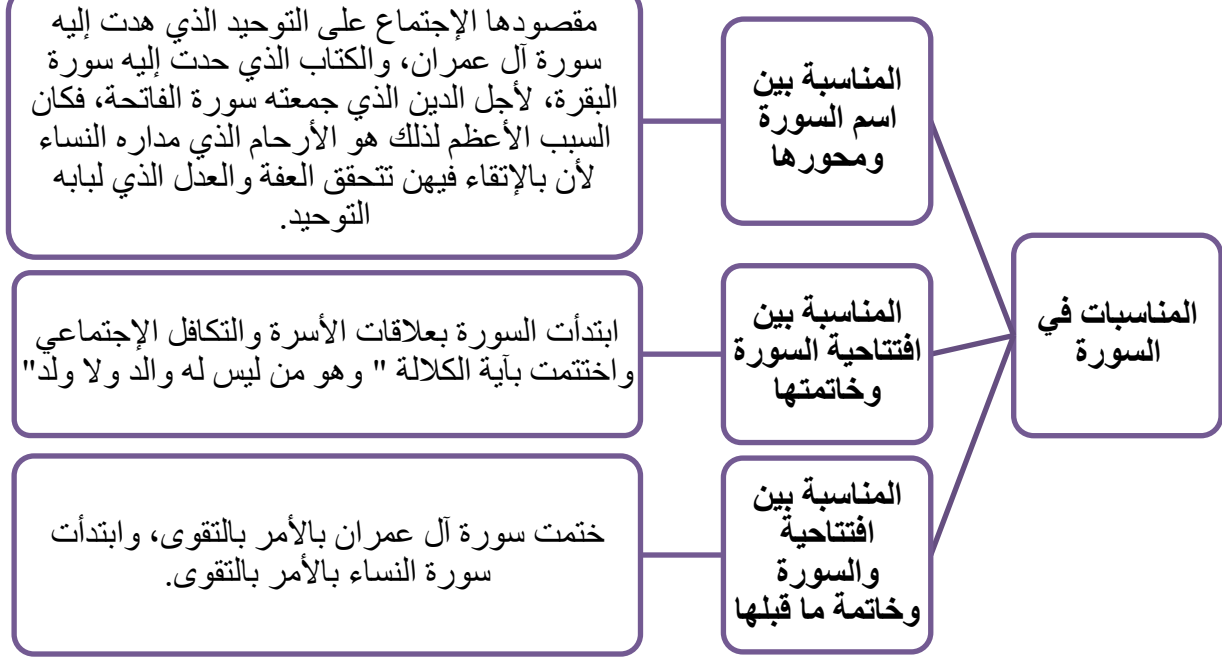 المناسبات في
السورة
المناسبة بين
اسم السورة
ومحورها
مقصودها الإجتماع على التوحيد الذي هدت إليه
سورة آل عمران، والكتاب الذي حدت إليه سورة
البقرة، لأجل الدين الذي جمعته سورة الفاتحة، فكان
السبب الأعظم لذلك هو الأرحام الذي مداره النساء
لأن بالإتقاء فيهن تتحقق العفة والعدل الذي لبابه
التوحيد.
المناسبة بين
افتتاحية السورة
وخاتمتها
ابتدأت السورة بعلاقات الأسرة والتكافل الإجتماعي
واختتمت بآية الكلالة " وهو من ليس له والد ولا ولد"
المناسبة بين
افتتاحية
والسورة
وخاتمة ما قبلها
ختمت سورة آل عمران بالأمر بالتقوى، وابتدأت
سورة النساء بالأمر بالتقوى.